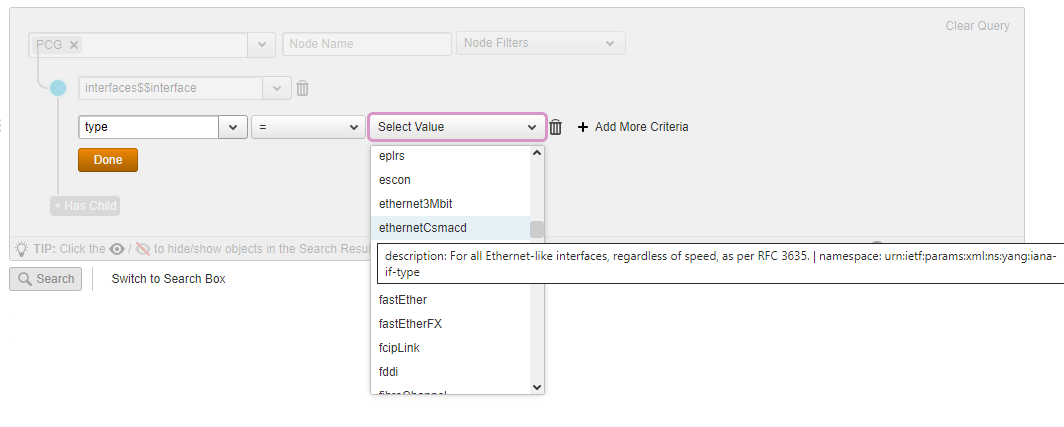 Clear Query
PCG
Node Name
Node Filters
interfaces$$interface
type
=
Select Value
Add More Criteria
Done
+ Has Child
eplrs
escon
ethernet3Mbit
ethernetCsmacd
TIP: Click the / to hide/show objects in the Search Resul
description: For all Ethernet-like interfaces, regardless of speed, as per RFC 3635. | namespace: urn:ietf:params:xml:ns:yang:iana-
if-type
Search
Switch to Search Box
fastEther
fastEtherFX
fcipLink
fddi
fibreChannel